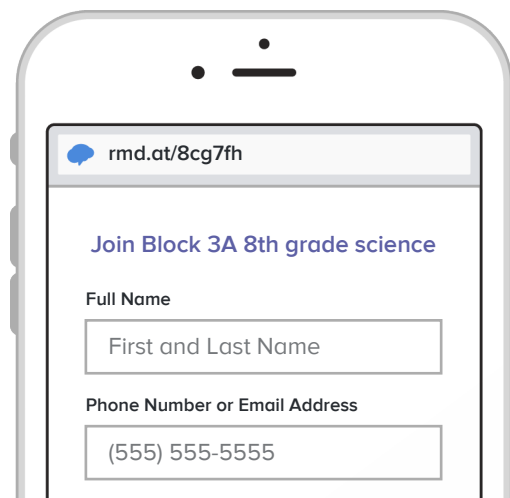 rmd.at/8cg7fh
Join Block 3A 8th grade science
Full Name
First and Last Name
Phone Number or Email Address
(555) 555-5555